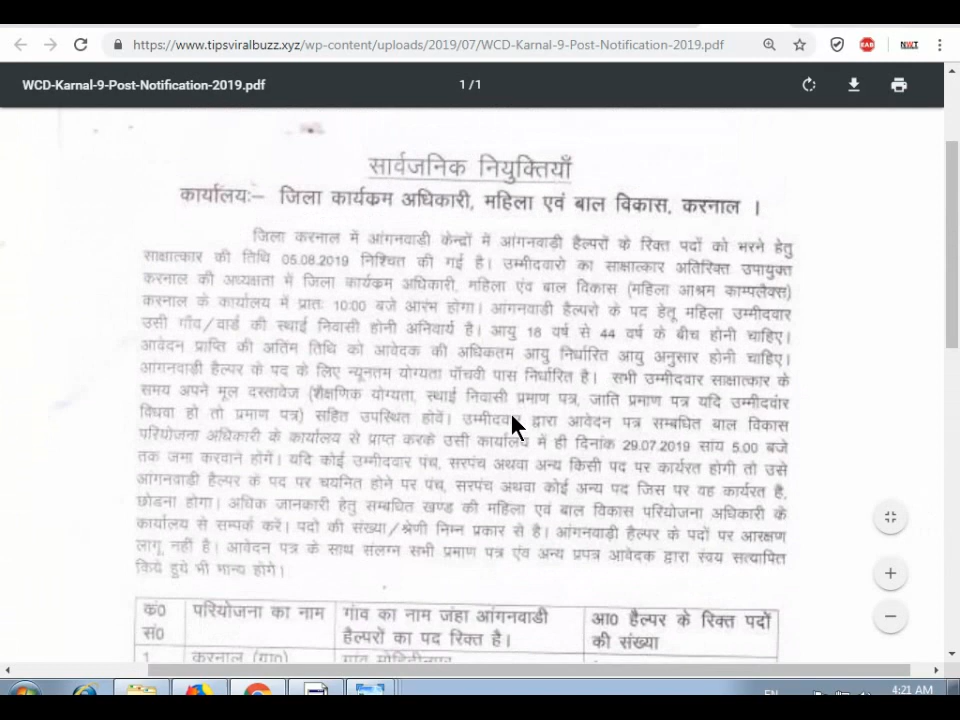 https://www.tipsviralbuzz.xyz/wp-content/uploads/2019/07/WCD-Karnal-9-Post-Notification-2019.pdf
WCD-Karnal-9-Post-Notification-2019.pdf 1/1
सार्वजनिक नियुक्तियाँ
कार्यालयः– जिला कार्यक्रम अधिकारी, महिला एवं बाल विकास, करनाल ।
जिला करनाल में आंगनवाड़ी केन्द्रों में आंगनवाड़ी हैल्परों के रिक्त पदों को भरने हेतु
साक्षात्कार की तिथि 05.08.2019 निश्चित की गई है। उम्मीदवारो का साक्षात्कार अतिरिक्त उपायुक्त
करनाल की अध्यक्षता में जिला कार्यक्रम अधिकारी, महिला एंव बाल विकास (महिला आश्रम काम्पलैक्स)
करनाल के कार्यालय में प्रातः 10:00 बजे आरंभ होगा। आंगनवाडी हैल्परो के पद हेतू महिला उम्मीदवार
उसी गाँव/वार्ड की स्थाई निवासी होनी अनिवार्य है। आयु 18 वर्ष से 44 वर्ष के बीच होनी चाहिए।
आवेदन प्राप्ति की अतिंम तिथि को आवेदक की अधिकतम आयु निर्धारित आयु अनुसार होनी चाहिए।
आंगनवाडी हैल्पर के पद के लिए न्यूनतम योग्यता पाँचवी पास निर्धारित है। सभी उम्मीदवार साक्षात्कार के
समय अपने मूल दस्तावेज (शैक्षणिक योग्यता, स्थाई निवासी प्रमाण पत्र, जाति प्रमाण पत्र यदि उम्मीदवार
विधवा हो तो प्रमाण पत्र) सहित उपस्थित होवें। द्वारा आवेदन पत्र सम्बधित बाल विकास
परियोजना अधिकारी के कार्यालय से प्राप्त करके उसी कार्यालय में ही दिनांक 29.07.2019 सांय 5.00 बजे
तक जमा करवाने होगें। यदि कोई उम्मीदवार पंच, सरपंच अथवा अन्य किसी पद पर कार्यरत होगी तो उसे
आंगनवाडी हैल्पर के पद पर चयनित होने पर पंच, सरपंच अथवा कोई अन्य पद जिस पर वह कार्यरत है,
छोडना होगा। अधिक जानकारी हेतु सम्बधित खण्ड की महिला एवं बाल विकास परियोजना अधिकारी के
कार्यालय से सम्पर्क करें। पदो की संख्या/श्रेणी निम्न प्रकार से है। आंगनवाड़ी हैल्पर के पदों पर आरक्षण
लागू नहीं है। आवेदन पत्र के साथ संलग्न सभी प्रमाण पत्र एंव अन्य प्रपत्र आवेदक द्वारा स्वंय सत्यापित
किये हुये भी मान्य होगे।
कं0 परियोजना का नाम गांव का नाम जंहा आंगनवाडी आ0 हैल्पर के रिक्त पदों
सं0 हैल्परों का पद रिक्त है। की संख्या
1 करनाल (ग्रा0) गांव
EN 4:21 AM